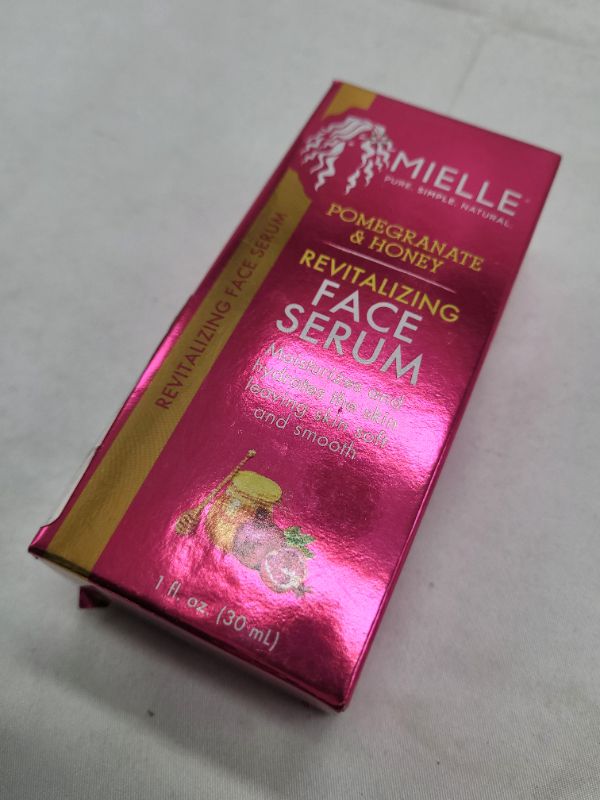 MIELLE
PURE. SIMPLE. NATURAL.
POMEGRANATE
& HONEY
REVITALIZING
FACE
SERUM
Moisturizes and
hydrates the skin
leaving skin soft
and smooth
1 fl. oz. (30 mL)
REVITALIZING FACE SERUM